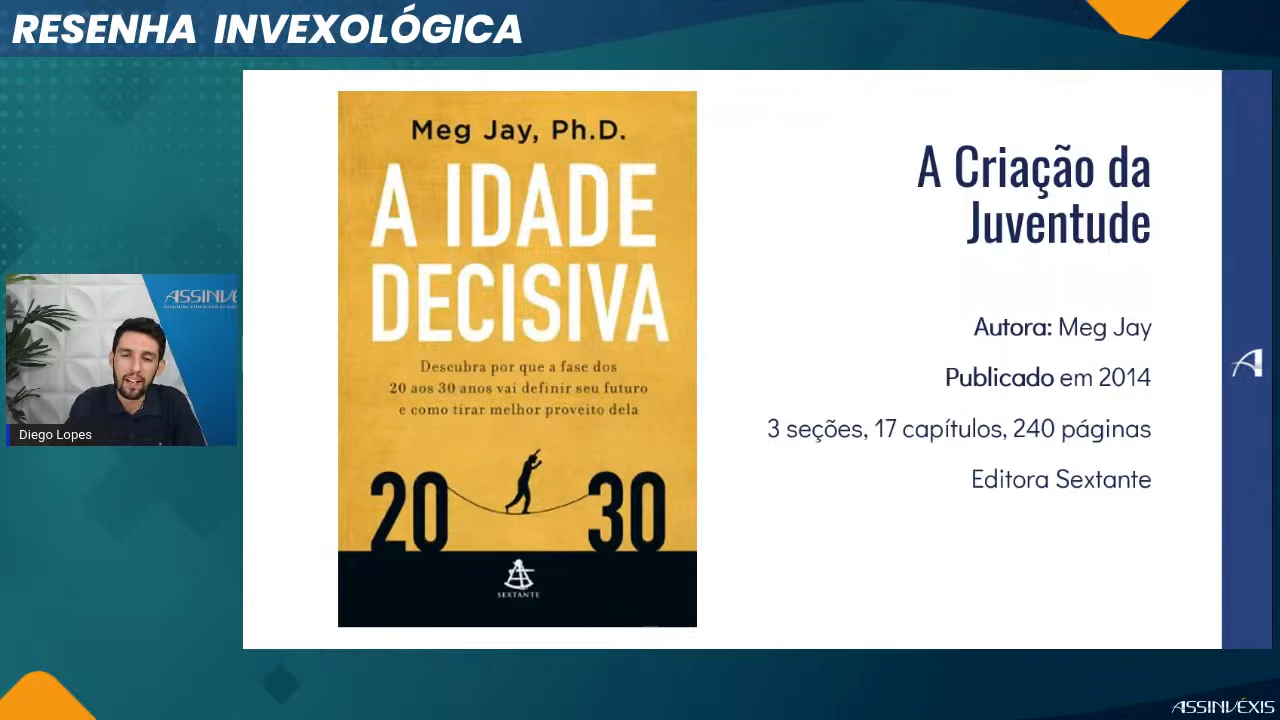 RESENHA INVEXOLÓGICA
Meg Jay, Ph.D.
A IDADE
DECISIVA
Descubra por que a fase dos
20 aos 30 anos vai definir seu futuro
e como tirar melhor proveito dela
20
30
SEXTANTE
A Criação da
Juventude
Autora: Meg Jay
Publicado em 2014
3 seções, 17 capítulos, 240 páginas
Editora Sextante
ASSINVÉ
Diego Lopes
ASSINVÉXIS